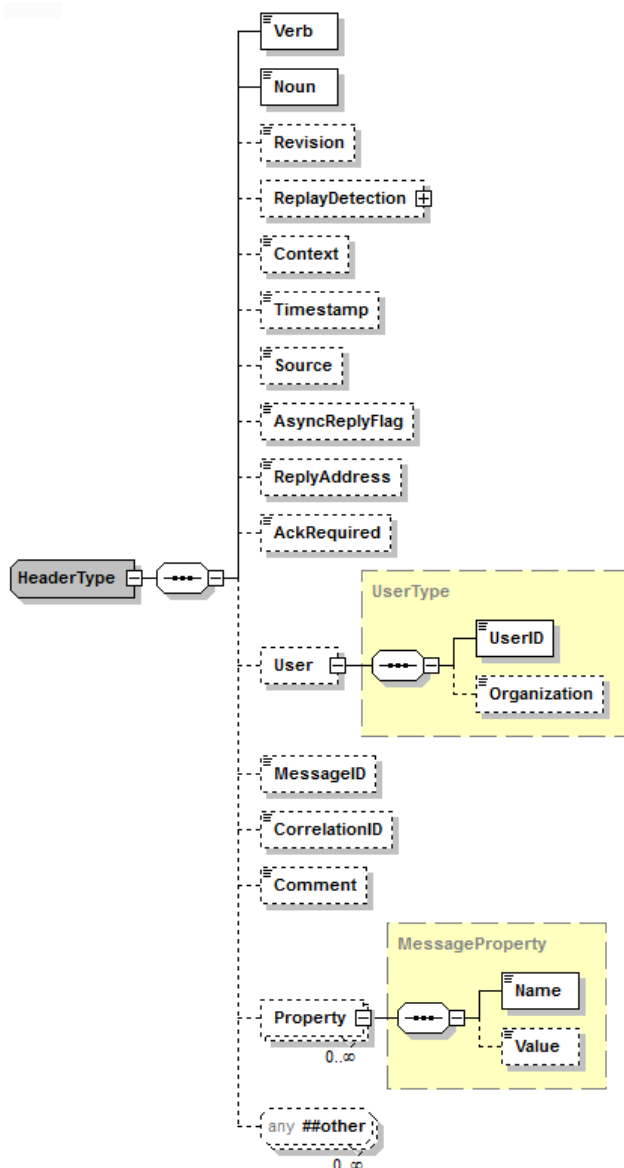 Verb
Noun
Revision
ReplayDetection
Context
Timestamp
Source
AsyncReplyFlag
ReplyAddress
AckRequired
HeaderType
UserType
UserID
User
Organization
MessageID
CorrelationID
Comment
MessageProperty
Name
Property
Value
0..∞
any ##other
0..∞